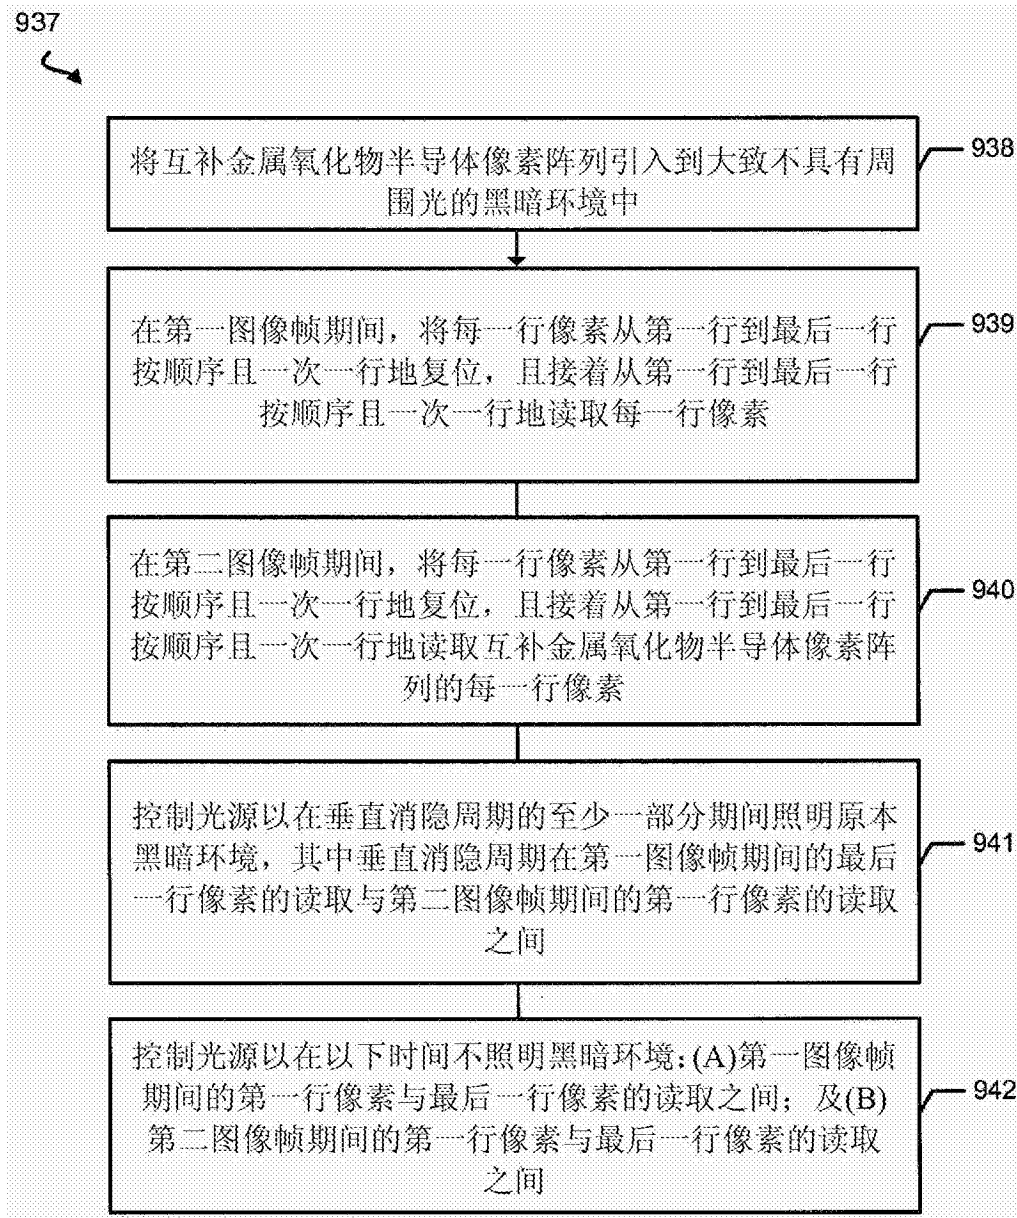 937
将互补金属氧化物半导体像素阵列引入到大致不具有周
围光的黑暗环境中
938
在第一图像帧期间，将每一行像素从第一行到最后一行
按顺序且一次一行地复位，且接着从第一行到最后一行
按顺序且一次一行地读取每一行像素
939
在第二图像帧期间，将每一行像素从第一行到最后一行
按顺序且一次一行地复位，且接着从第一行到最后一行
按顺序且一次一行地读取互补金属氧化物半导体像素阵
列的每一行像素
940
控制光源以在垂直消隐周期的至少一部分期间照明原本
黑暗环境，其中垂直消隐周期在第一图像帧期间的最后
一行像素的读取与第二图像帧期间的第一行像素的读取
之间
941
控制光源以在以下时间不照明黑暗环境：(A)第一图像帧
期间的第一行像素与最后一行像素的读取之间；及(B)
第二图像帧期间的第一行像素与最后一行像素的读取
之间
942